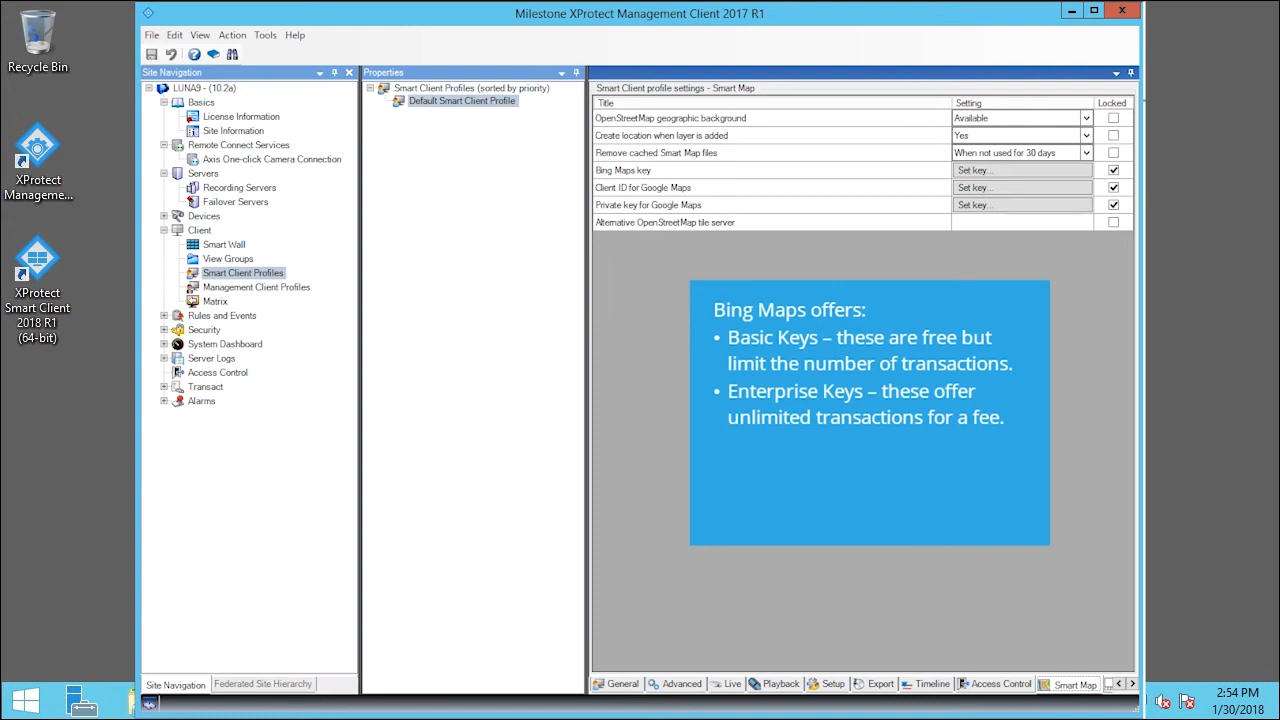 Recycle Bin
XProtect
Manageme...
XProtect
Smart Client
2018 R1
(64-bit)
Milestone XProtect Management Client 2017 R1
File Edit View Action Tools Help
Site Navigation
LUNA9 - (10.2a)
Basics
License Information
Site Information
Remote Connect Services
Axis One-click Camera Connection
Servers
Recording Servers
Failover Servers
Devices
Client
Smart Wall
View Groups
Smart Client Profiles
Management Client Profiles
Matrix
Rules and Events
Security
System Dashboard
Server Logs
Access Control
Transact
Alarms
Site Navigation Federated Site Hierarchy
Properties
Smart Client Profiles (sorted by priority)
Default Smart Client Profile
Smart Client profile settings - Smart Map
Title Setting Locked
OpenStreetMap geographic background Available
Create location when layer is added Yes
Remove cached Smart Map files When not used for 30 days
Bing Maps key Set key...
Client ID for Google Maps Set key...
Private key for Google Maps Set key...
Alternative OpenStreetMap tile server
Bing Maps offers:
• Basic Keys – these are free but
limit the number of transactions.
• Enterprise Keys – these offer
unlimited transactions for a fee.
General Advanced Live Playback Setup Export Timeline Access Control Smart Map
2:54 PM
1/30/2018